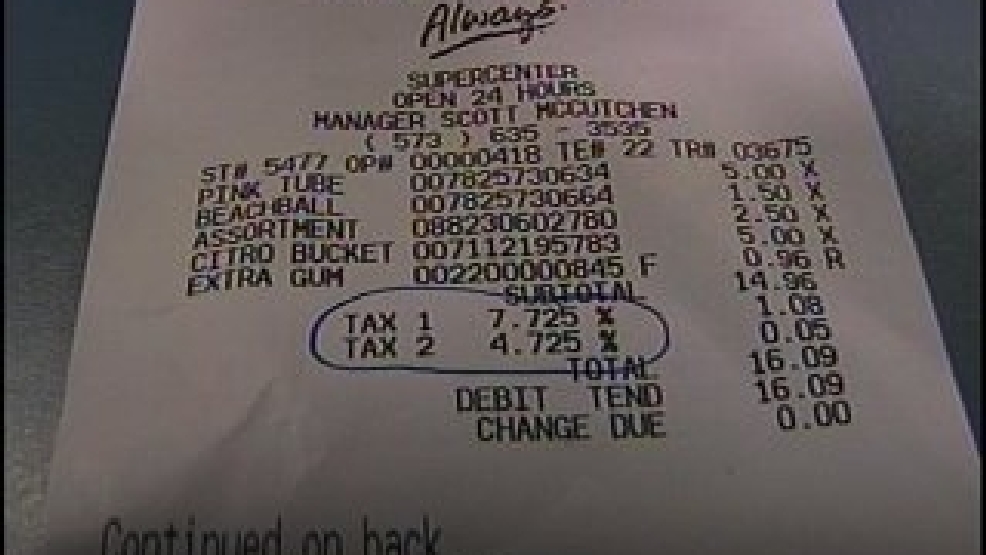 Always.
SUPERCENTER
OPEN 24 HOURS
MANAGER SCOTT MCCUTCHEN
( 573 ) 635 - 3535
ST# 5477 OP# 00000418 TE# 22 TR# 03675
PINK TUBE 007825730634 5.00 X
BEACHBALL 007825730664 1.50 X
ASSORTMENT 088230602780 2.50 X
CITRO BUCKET 007112195783 5.00 X
EXTRA GUM 002200000845 F 0.96 R
SUBTOTAL 14.96
TAX 1 7.725 % 1.08
TAX 2 4.725 % 0.05
TOTAL 16.09
DEBIT TEND 16.09
CHANGE DUE 0.00
Continued on back